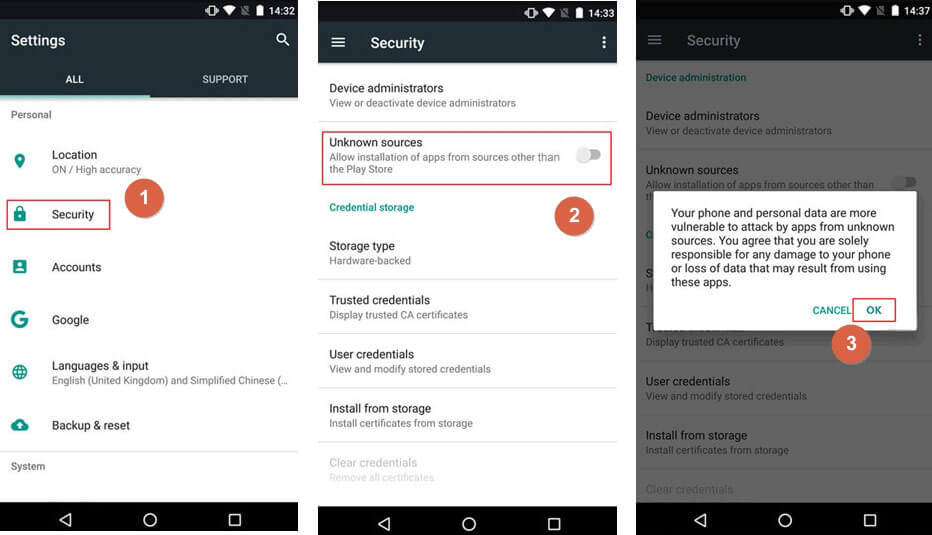 14:32
Settings
ALL
SUPPORT
Personal
Location
ON / High accuracy
1
Security
Accounts
Google
Languages & input
English (United Kingdom) and Simplified Chinese (...
Backup & reset
System
14:33
Security
Device administrators
View or deactivate device administrators
Unknown sources
Allow installation of apps from sources other than
the Play Store
Credential storage
2
Storage type
Hardware-backed
Trusted credentials
Display trusted CA certificates
User credentials
View and modify stored credentials
Install from storage
Install certificates from storage
Clear credentials
Remove all certificates
14:37
Security
Device administration
Device administrators
View or deactivate device administrators
Unknown sources
Allow installation of apps from sources other than
Your phone and personal data are more
vulnerable to attack by apps from unknown
sources. You agree that you are solely
responsible for any damage to your phone
or loss of data that may result from using
these apps.
CANCEL
OK
3
Display trusted CA certificates
User credentials
View and modify stored credentials
Install from storage
Install certificates from storage
Clear credentials